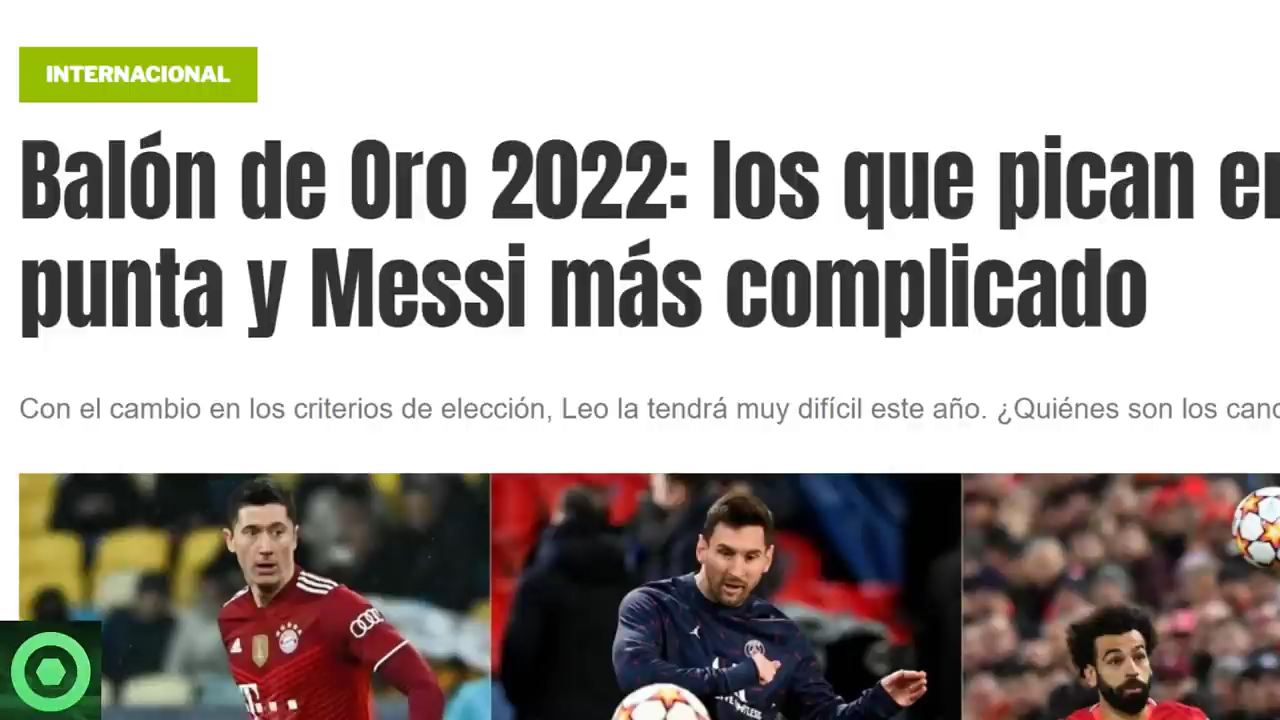 INTERNACIONAL
Balón de Oro 2022: los que pican
punta y Messi más complicado
Con el cambio en los criterios de elección, Leo la tendrá muy difícil este año. ¿Quiénes son los
T